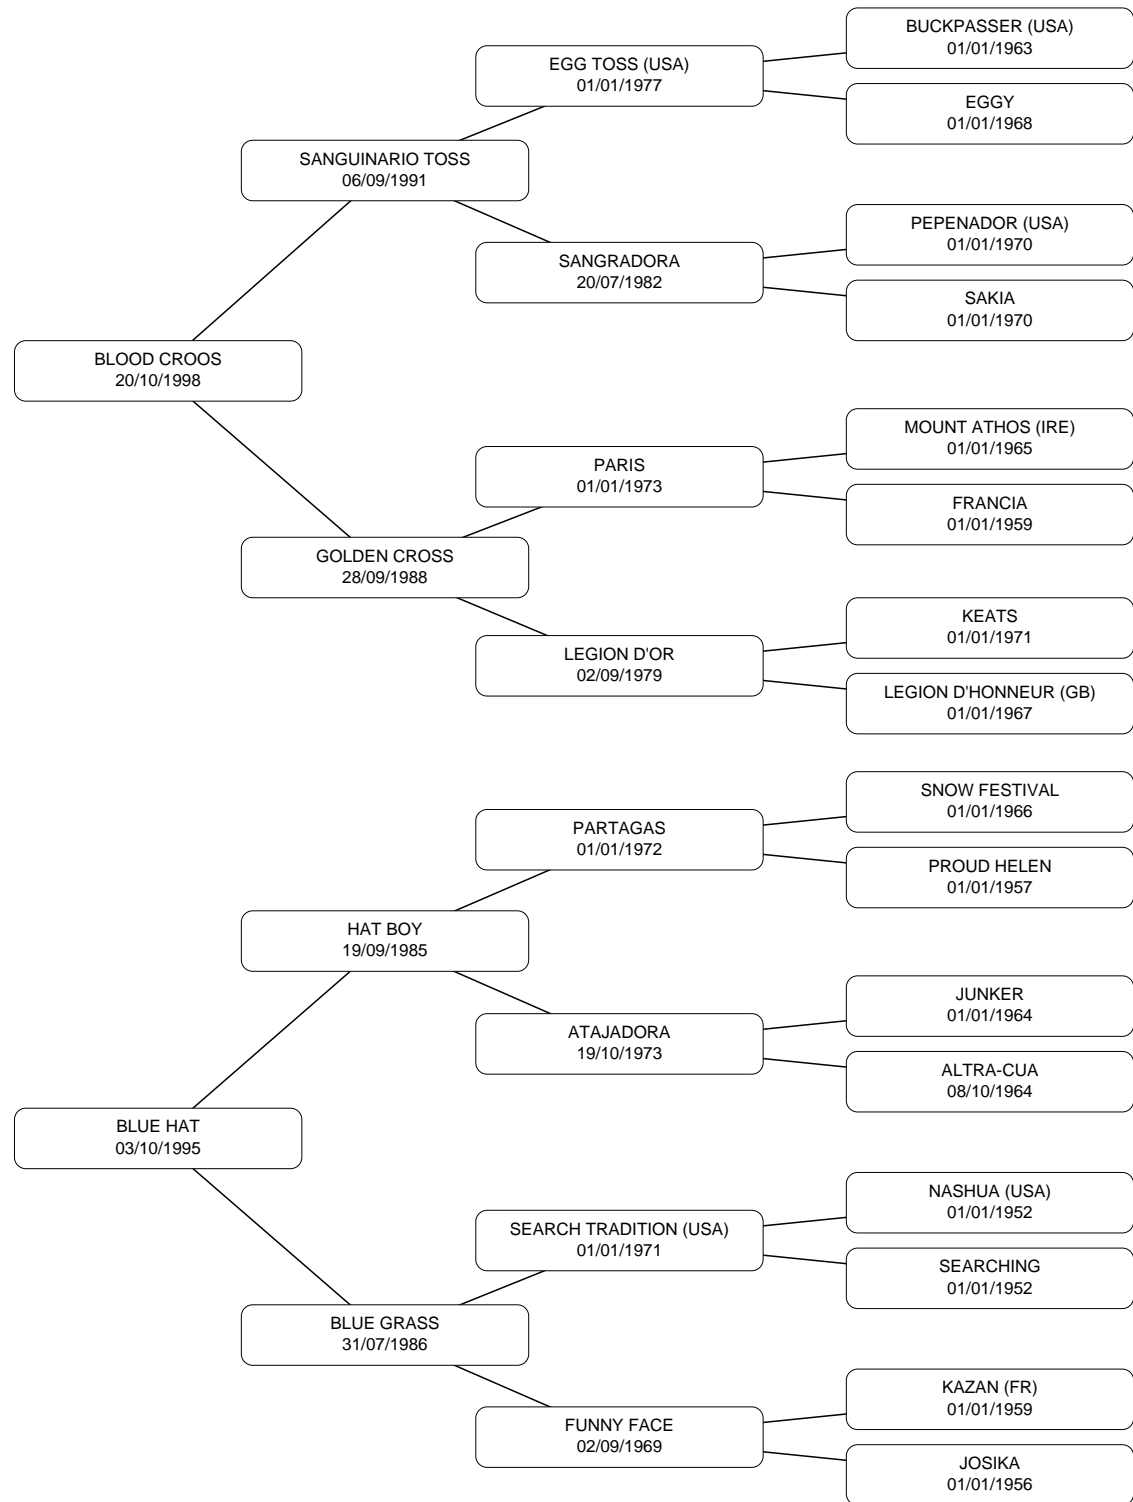 BUCKPASSER (USA)
01/01/1963
EGG TOSS (USA)
01/01/1977
EGGY
01/01/1968
SANGUINARIO TOSS
06/09/1991
PEPENADOR (USA)
01/01/1970
SANGRADORA
20/07/1982
SAKIA
01/01/1970
BLOOD CROOS
20/10/1998
MOUNT ATHOS (IRE)
01/01/1965
PARIS
01/01/1973
FRANCIA
01/01/1959
GOLDEN CROSS
28/09/1988
KEATS
01/01/1971
LEGION D'OR
02/09/1979
LEGION D'HONNEUR (GB)
01/01/1967
SNOW FESTIVAL
01/01/1966
PARTAGAS
01/01/1972
PROUD HELEN
01/01/1957
HAT BOY
19/09/1985
JUNKER
01/01/1964
ATAJADORA
19/10/1973
ALTRA-CUA
08/10/1964
BLUE HAT
03/10/1995
NASHUA (USA)
01/01/1952
SEARCH TRADITION (USA)
01/01/1971
SEARCHING
01/01/1952
BLUE GRASS
31/07/1986
KAZAN (FR)
01/01/1959
FUNNY FACE
02/09/1969
JOSIKA
01/01/1956